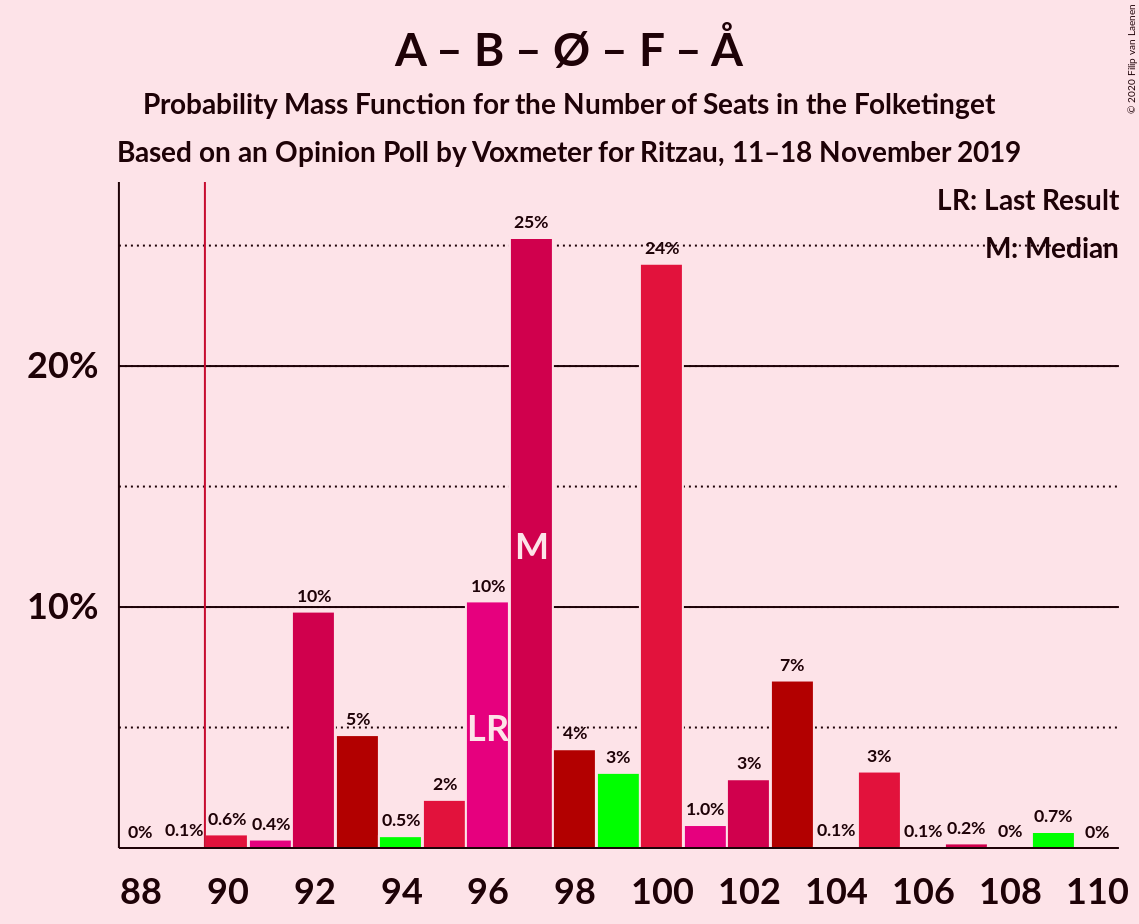 A – B – Ø – F – Å
Probability Mass Function for the Number of Seats in the Folketinget
Based on an Opinion Poll by Voxmeter for Ritzau, 11–18 November 2019
© 2020 Filip van Laenen
LR: Last Result
M: Median
20%
10%
0%
0.1%
0.6%
0.4%
10%
5%
0.5%
2%
10%
25%
4%
3%
24%
1.0%
3%
7%
0.1%
3%
0.1%
0.2%
0%
0.7%
0%
LR
M
88 90 92 94 96 98 100 102 104 106 108 110